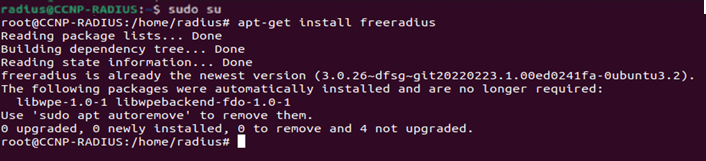 radius@CCNP-RADIUS:~$ sudo su
root@CCNP-RADIUS:/home/radius# apt-get install freeradius
Reading package lists... Done
Building dependency tree... Done
Reading state information... Done
freeradius is already the newest version (3.0.26~dfsg~git20220223.1.00ed0241fa-0ubuntu3.2).
The following packages were automatically installed and are no longer required:
  libwpe-1.0-1 libwpebackend-fdo-1.0-1
Use 'sudo apt autoremove' to remove them.
0 upgraded, 0 newly installed, 0 to remove and 4 not upgraded.
root@CCNP-RADIUS:/home/radius#